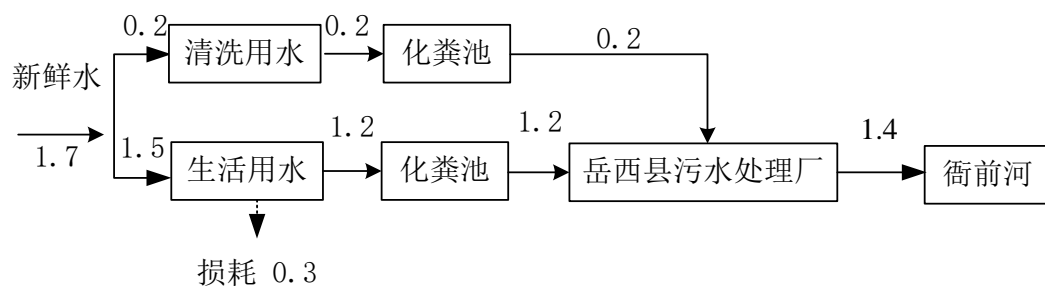 新鲜水
1.7
0.2
清洗用水
0.2
化粪池
0.2
1.5
生活用水
1.2
化粪池
1.2
岳西县污水处理厂
1.4
衙前河
损耗 0.3